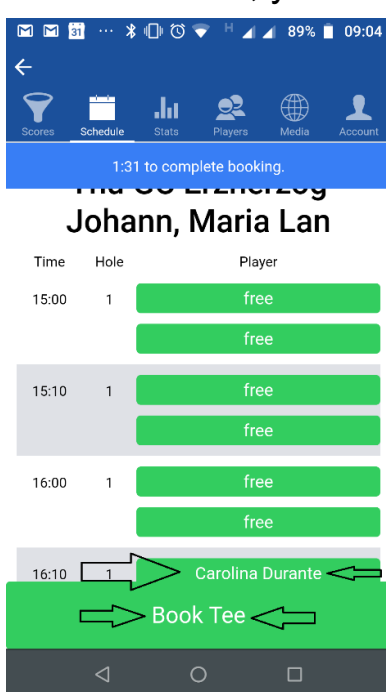 31 ... H 89% 09:04
Scores Schedule Stats Players Media Account
1:31 to complete booking.
Johann, Maria Lan
Time Hole Player
15:00 1 free
free
15:10 1 free
free
16:00 1 free
free
16:10 1 Carolina Durante
Book Tee